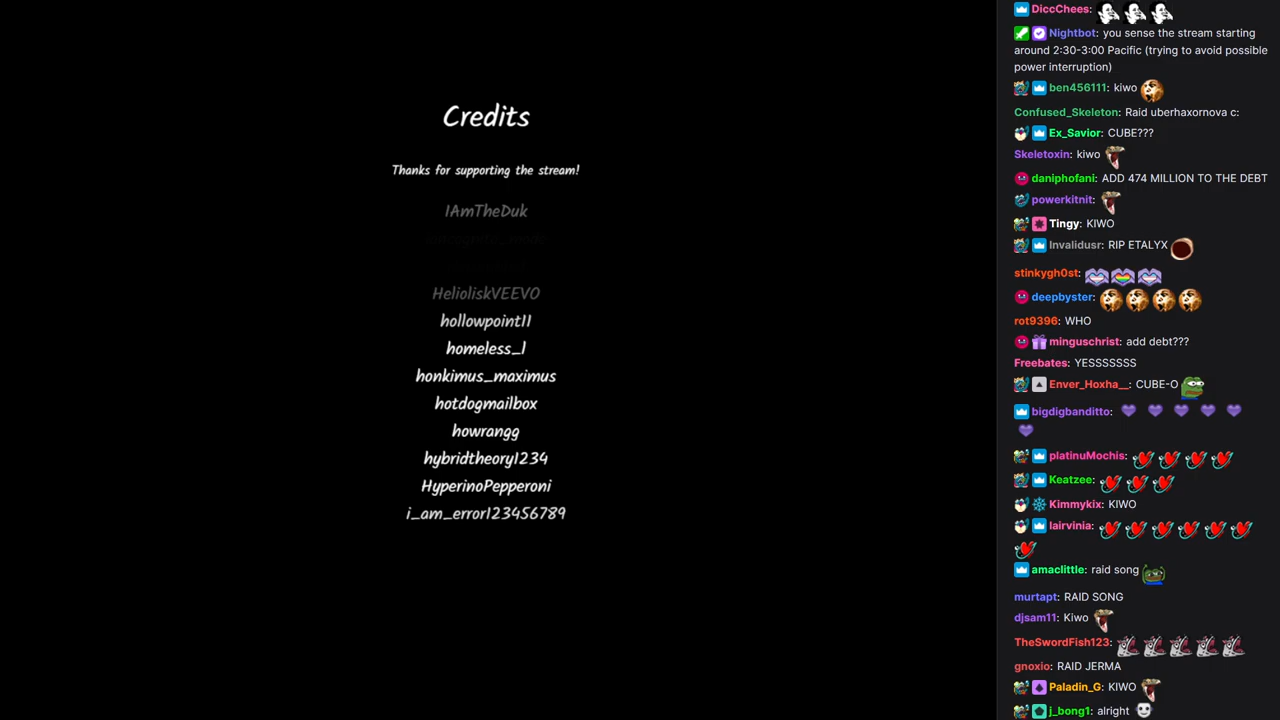 Credits
Thanks for supporting the stream!
IAmTheDuk
HelioliskVEEVO
hollowpoint11
homeless_1
honkimus_maximus
hotdogmailbox
howrangg
hybridtheory1234
HyperinoPepperoni
i_am_error123456789
DiccChees:
Nightbot: you sense the stream starting
around 2:30-3:00 Pacific (trying to avoid possible
power interruption)
ben456111: kiwo
Confused_Skeleton: Raid uberhaxornova c:
Ex_Savior: CUBE???
Skeletoxin: kiwo
daniphofani: ADD 474 MILLION TO THE DEBT
powerkitnit:
Tingy: KIWO
Invalidusr: RIP ETALYX
stinkygh0st:
deepbyster:
rot9396: WHO
minguschrist: add debt???
Freebates: YESSSSSSS
Enver_Hoxha__: CUBE-O
bigdigbanditto:
platinuMochis:
Keatzee:
Kimmykix: KIWO
lairvinia:
amaclittle: raid song
murtapt: RAID SONG
djsam11: Kiwo
TheSwordFish123:
gnoxio: RAID JERMA
Paladin_G: KIWO
j_bong1: alright